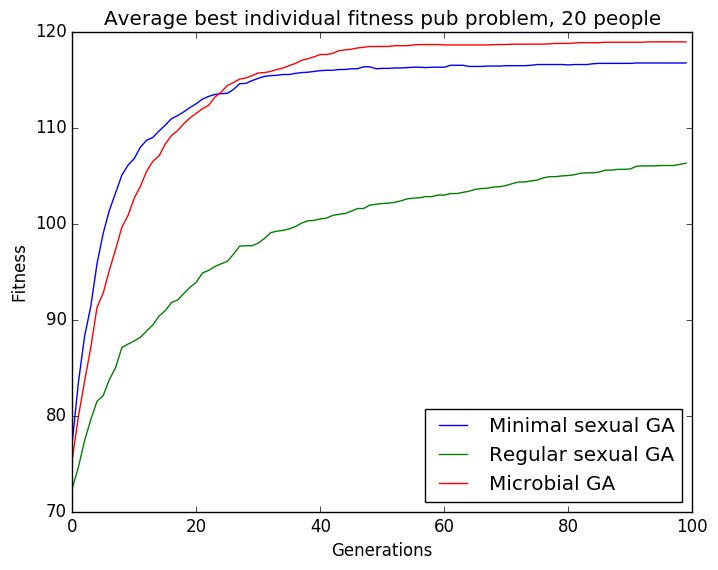 Average best individual fitness pub problem, 20 people
120
110
100
90
80
70
Fitness
0 20 40 60 80 100
Generations
Minimal sexual GA
Regular sexual GA
Microbial GA